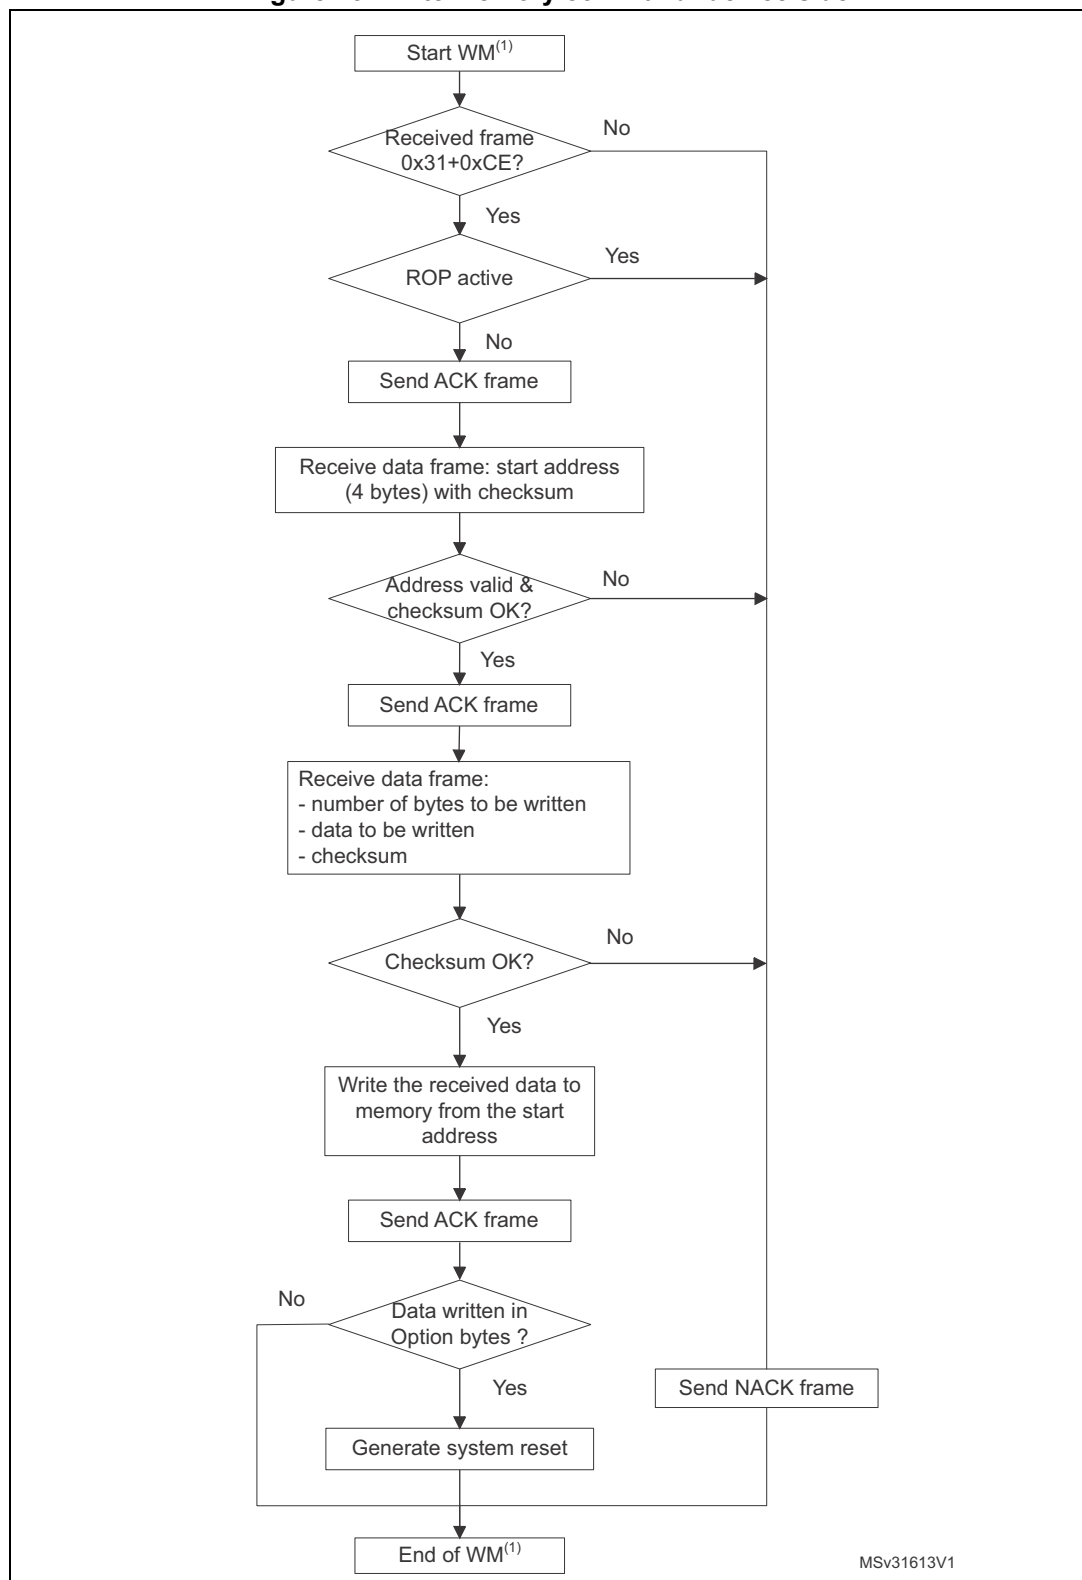 Start WM(1)
Received frame
0x31+0xCE?
No
Yes
ROP active
Yes
No
Send ACK frame
Receive data frame: start address
(4 bytes) with checksum
Address valid &
checksum OK?
No
Yes
Send ACK frame
Receive data frame:
- number of bytes to be written
- data to be written
- checksum
Checksum OK?
No
Yes
Write the received data to
memory from the start
address
Send ACK frame
No
Data written in
Option bytes ?
Yes
Send NACK frame
Generate system reset
End of WM(1)
MSv31613V1